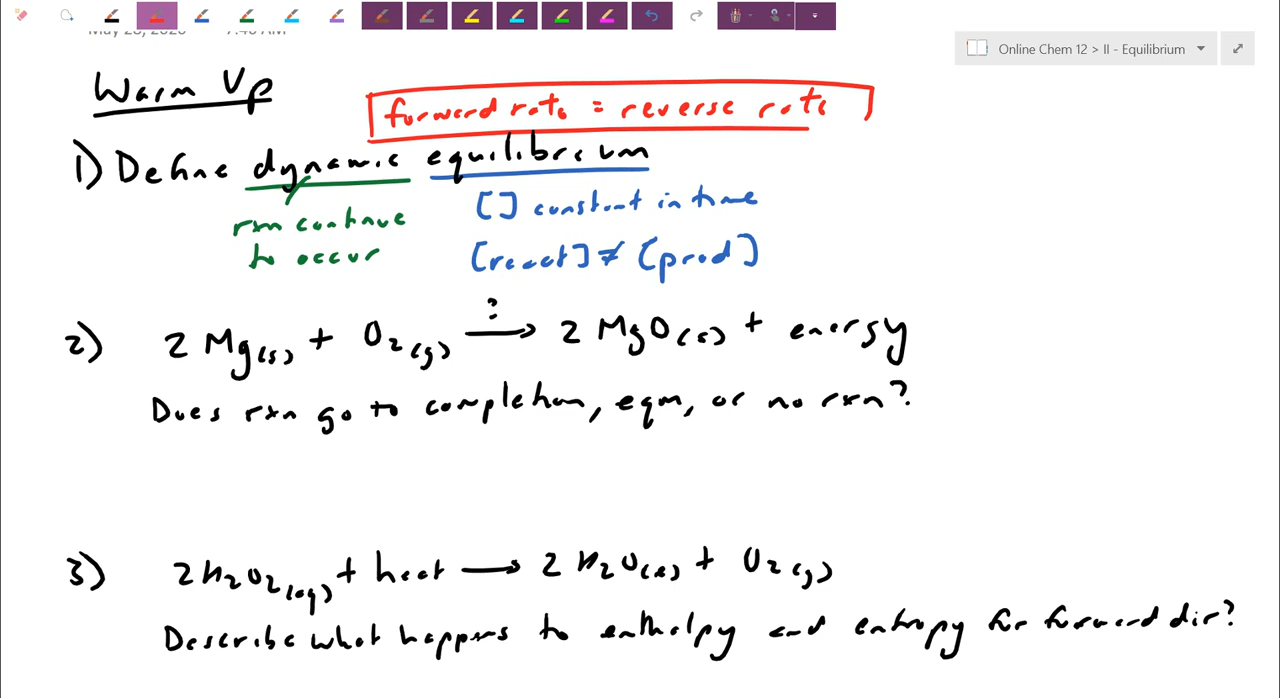 Online Chem 12 > II - Equilibrium
Warm Up
forward rate = reverse rate
1) Define dynamic equilibrium
rxn continue
to occur
[ ] constant in time
[react] ≠ [prod]
2) 2 Mg(s) + O2(g) ?→ 2 MgO(s) + energy
Does rxn go to completion, eqm, or no rxn?
3) 2H2O2(aq) + heat → 2 H2O(l) + O2(g)
Describe what happens to enthalpy and entropy for forward dir?